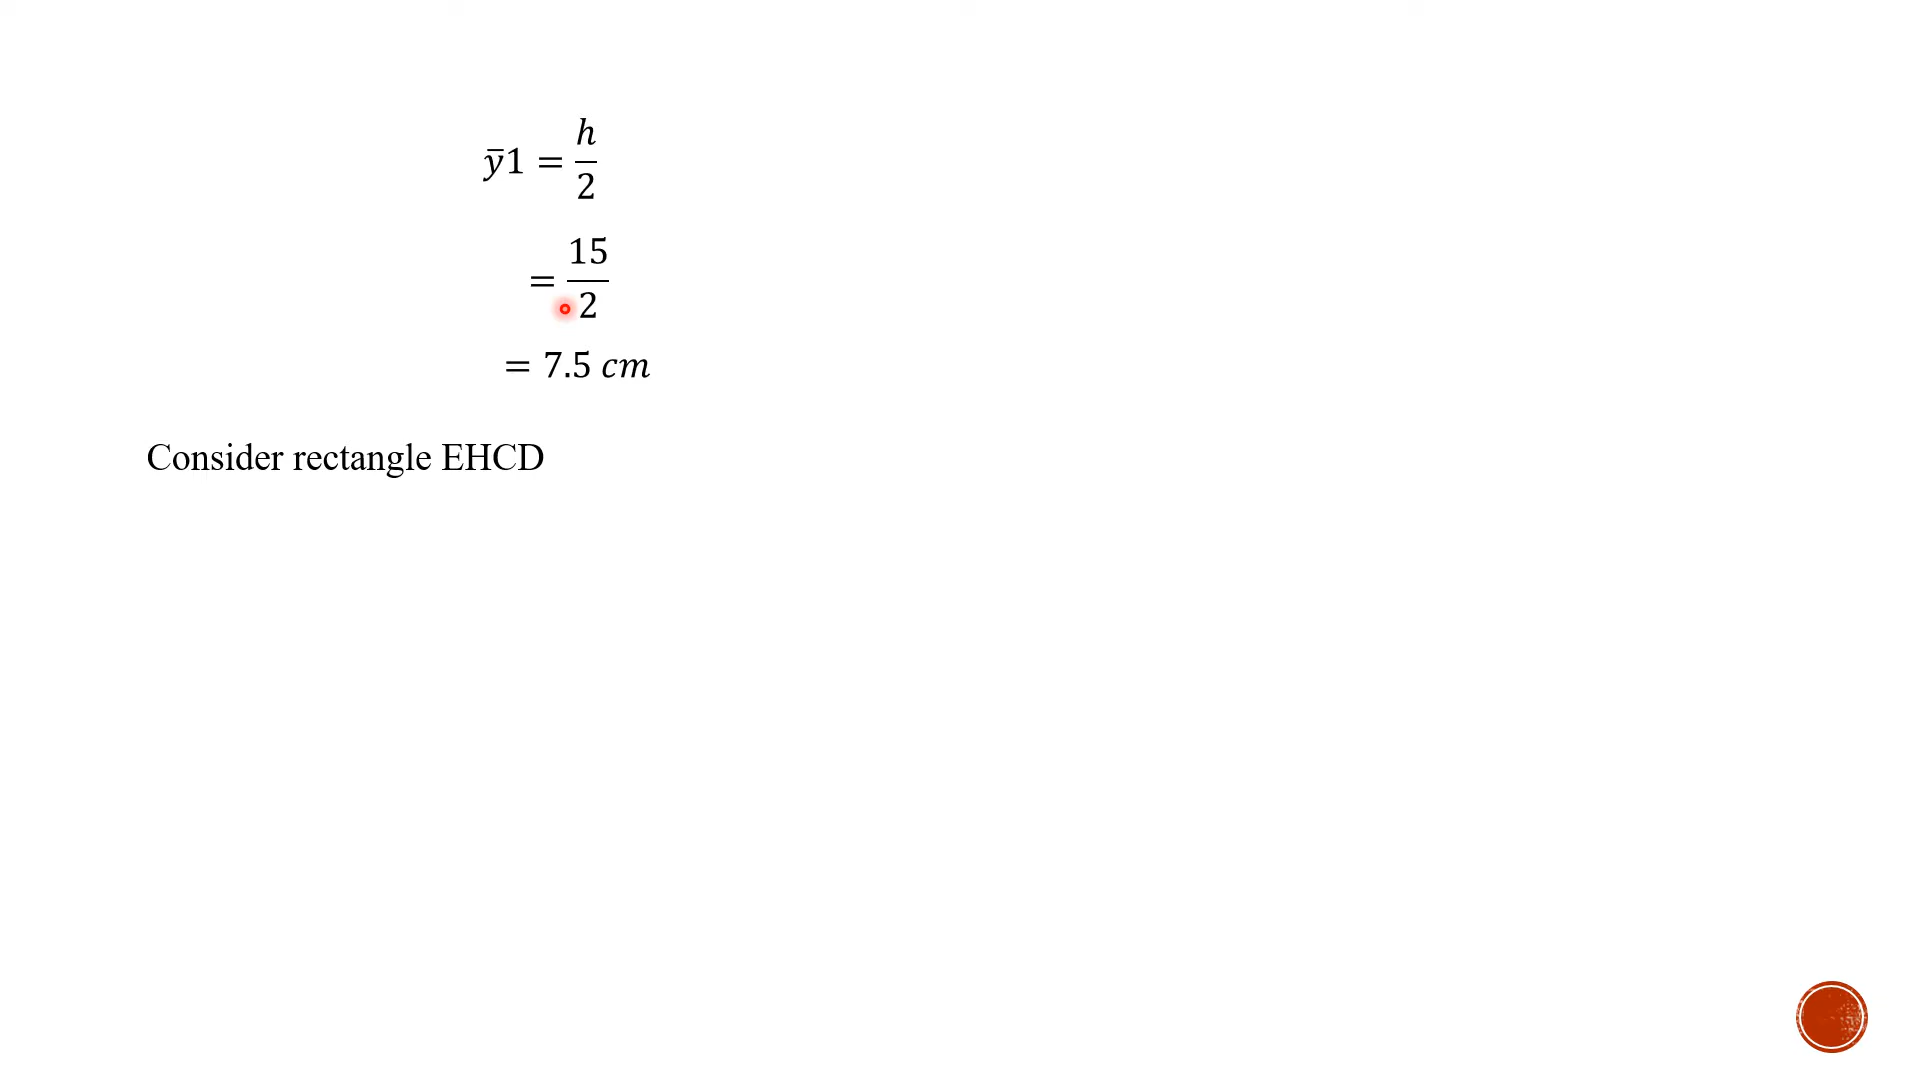 ȳ1 = h/2
= 15/2
= 7.5 cm
Consider rectangle EHCD